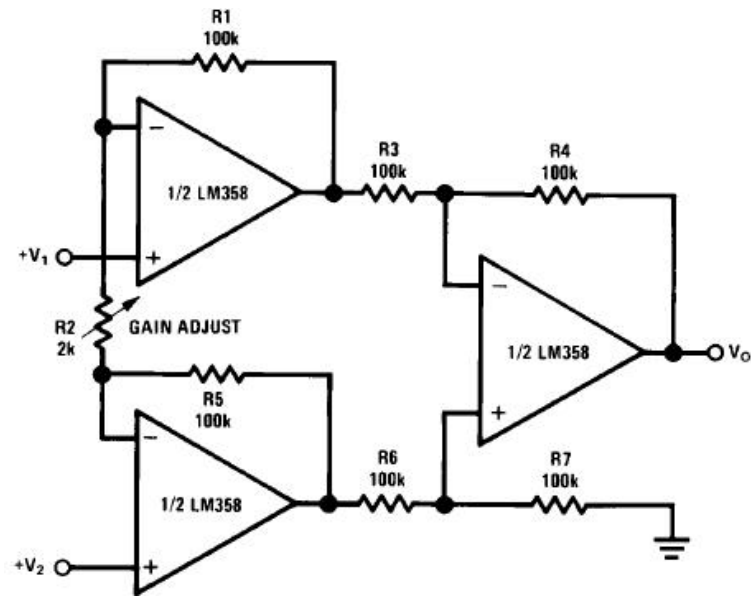 R1
100k
−
1/2 LM358
+V₁
+
R3
100k
R4
100k
R2
2k
GAIN ADJUST
−
1/2 LM358
+
V₀
R5
100k
−
1/2 LM358
+V₂
+
R6
100k
R7
100k